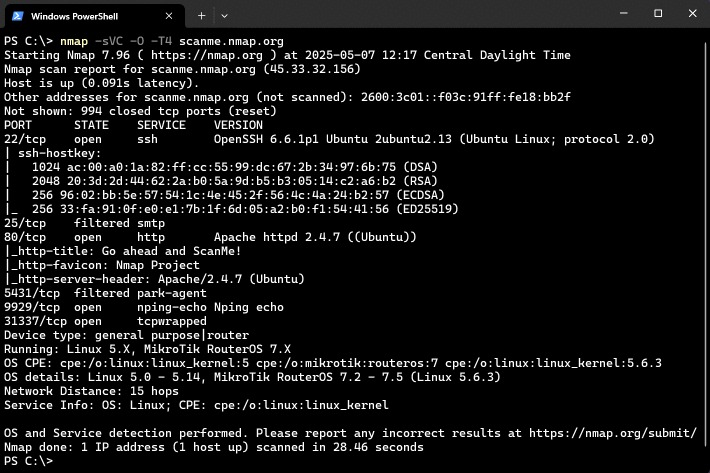 Windows PowerShell
PS C:\> nmap -sVC -O -T4 scanme.nmap.org
Starting Nmap 7.96 ( https://nmap.org ) at 2025-05-07 12:17 Central Daylight Time
Nmap scan report for scanme.nmap.org (45.33.32.156)
Host is up (0.091s latency).
Other addresses for scanme.nmap.org (not scanned): 2600:3c01::f03c:91ff:fe18:bb2f
Not shown: 994 closed tcp ports (reset)
PORT      STATE    SERVICE    VERSION
22/tcp    open     ssh        OpenSSH 6.6.1p1 Ubuntu 2ubuntu2.13 (Ubuntu Linux; protocol 2.0)
| ssh-hostkey:
|   1024 ac:00:a0:1a:82:ff:cc:55:99:dc:67:2b:34:97:6b:75 (DSA)
|   2048 20:3d:2d:44:62:2a:b0:5a:9d:b5:b3:05:14:c2:a6:b2 (RSA)
|   256 96:02:bb:5e:57:54:1c:4e:45:2f:56:4c:4a:24:b2:57 (ECDSA)
|_  256 33:fa:91:0f:e0:e1:7b:1f:6d:05:a2:b0:f1:54:41:56 (ED25519)
25/tcp    filtered smtp
80/tcp    open     http       Apache httpd 2.4.7 ((Ubuntu))
|_http-title: Go ahead and ScanMe!
|_http-favicon: Nmap Project
|_http-server-header: Apache/2.4.7 (Ubuntu)
5431/tcp  filtered park-agent
9929/tcp  open     nping-echo Nping echo
31337/tcp open     tcpwrapped
Device type: general purpose|router
Running: Linux 5.X, MikroTik RouterOS 7.X
OS CPE: cpe:/o:linux:linux_kernel:5 cpe:/o:mikrotik:routeros:7 cpe:/o:linux:linux_kernel:5.6.3
OS details: Linux 5.0 - 5.14, MikroTik RouterOS 7.2 - 7.5 (Linux 5.6.3)
Network Distance: 15 hops
Service Info: OS: Linux; CPE: cpe:/o:linux:linux_kernel

OS and Service detection performed. Please report any incorrect results at https://nmap.org/submit/
Nmap done: 1 IP address (1 host up) scanned in 28.46 seconds
PS C:\>